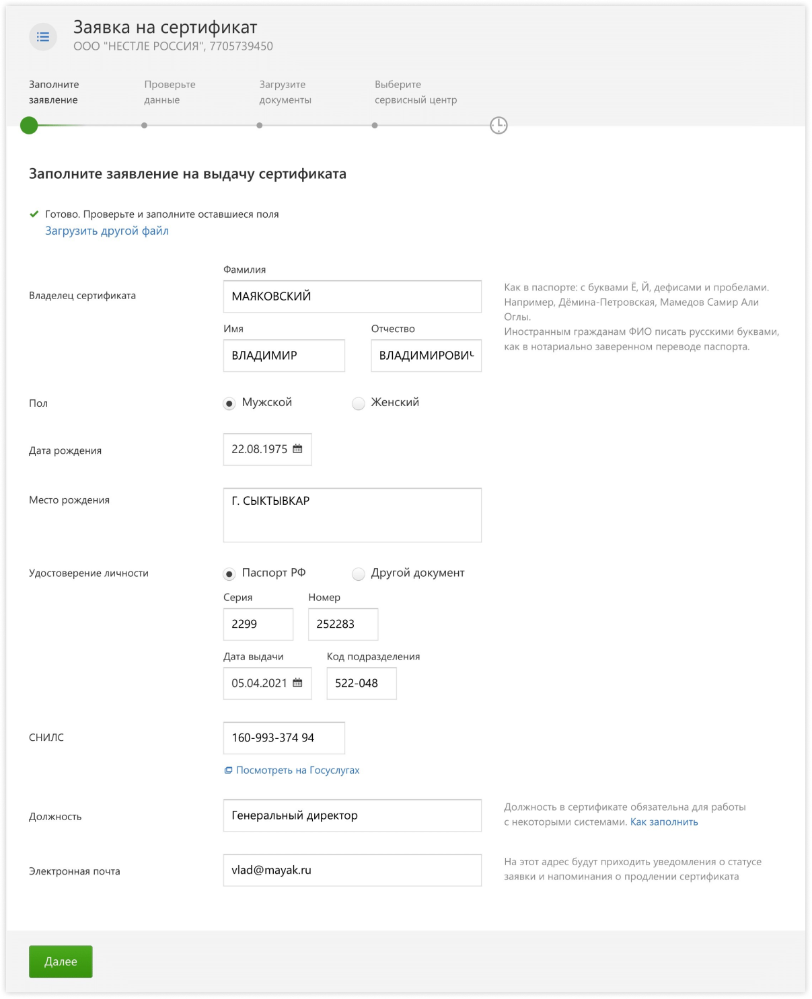 Заявка на сертификат
ООО "НЕСТЛЕ РОССИЯ", 7705739450
Заполните заявление
Проверьте данные
Загрузите документы
Выберите сервисный центр
Заполните заявление на выдачу сертификата
Готово. Проверьте и заполните оставшиеся поля
Загрузить другой файл
Владелец сертификата
Фамилия
МАЯКОВСКИЙ
Имя
ВЛАДИМИР
Отчество
ВЛАДИМИРОВИЧ
Как в паспорте: с буквами Ё, Й, дефисами и пробелами.
Например, Дёмина-Петровская, Мамедов Самир Али
Оглы.
Иностранным гражданам ФИО писать русскими буквами,
как в нотариально заверенном переводе паспорта.
Пол
Мужской
Женский
Дата рождения
22.08.1975
Место рождения
Г. СЫКТЫВКАР
Удостоверение личности
Паспорт РФ
Другой документ
Серия
2299
Номер
252283
Дата выдачи
05.04.2021
Код подразделения
522-048
СНИЛС
160-993-374 94
Посмотреть на Госуслугах
Должность
Генеральный директор
Должность в сертификате обязательна для работы
с некоторыми системами. Как заполнить
Электронная почта
vlad@mayak.ru
На этот адрес будут приходить уведомления о статусе
заявки и напоминания о продлении сертификата
Далее